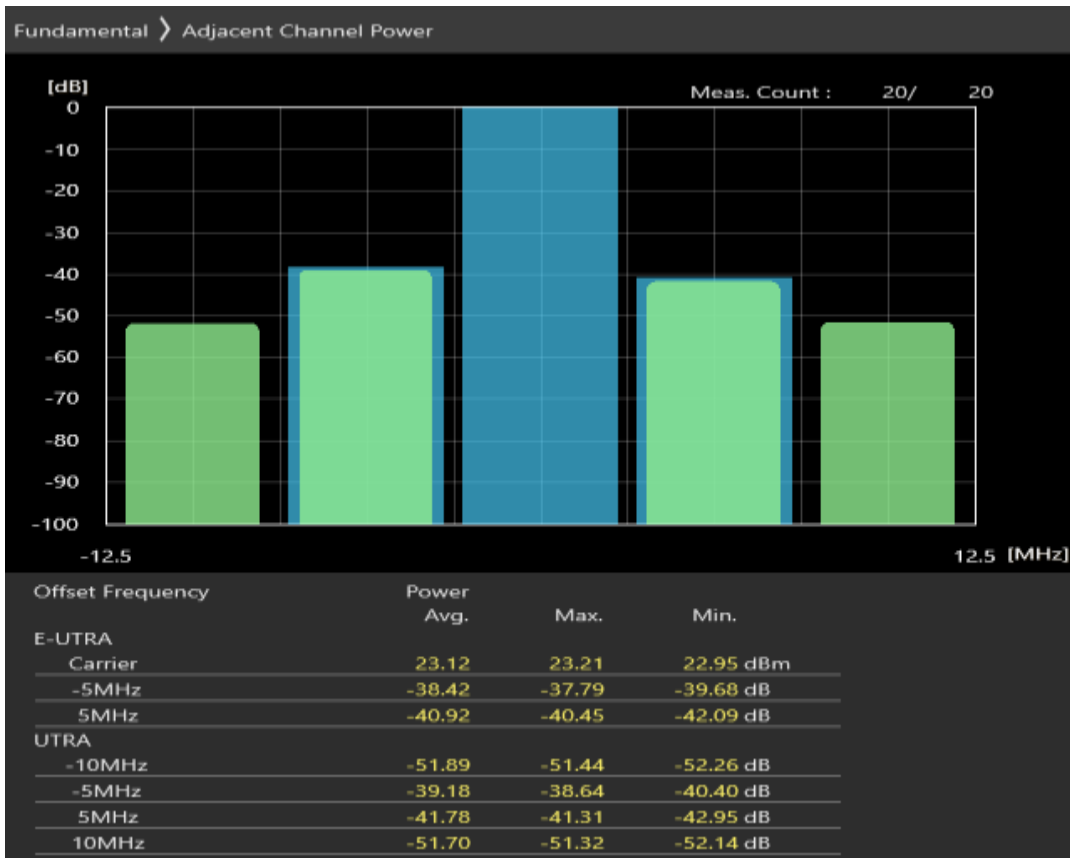 Fundamental 〉 Adjacent Channel Power
[dB]
Meas. Count : 20/ 20
0
-10
-20
-30
-40
-50
-60
-70
-80
-90
-100
-12.5 12.5 [MHz]
Offset Frequency Power
Avg. Max. Min.
E-UTRA
Carrier 23.12 23.21 22.95 dBm
-5MHz -38.42 -37.79 -39.68 dB
5MHz -40.92 -40.45 -42.09 dB
UTRA
-10MHz -51.89 -51.44 -52.26 dB
-5MHz -39.18 -38.64 -40.40 dB
5MHz -41.78 -41.31 -42.95 dB
10MHz -51.70 -51.32 -52.14 dB